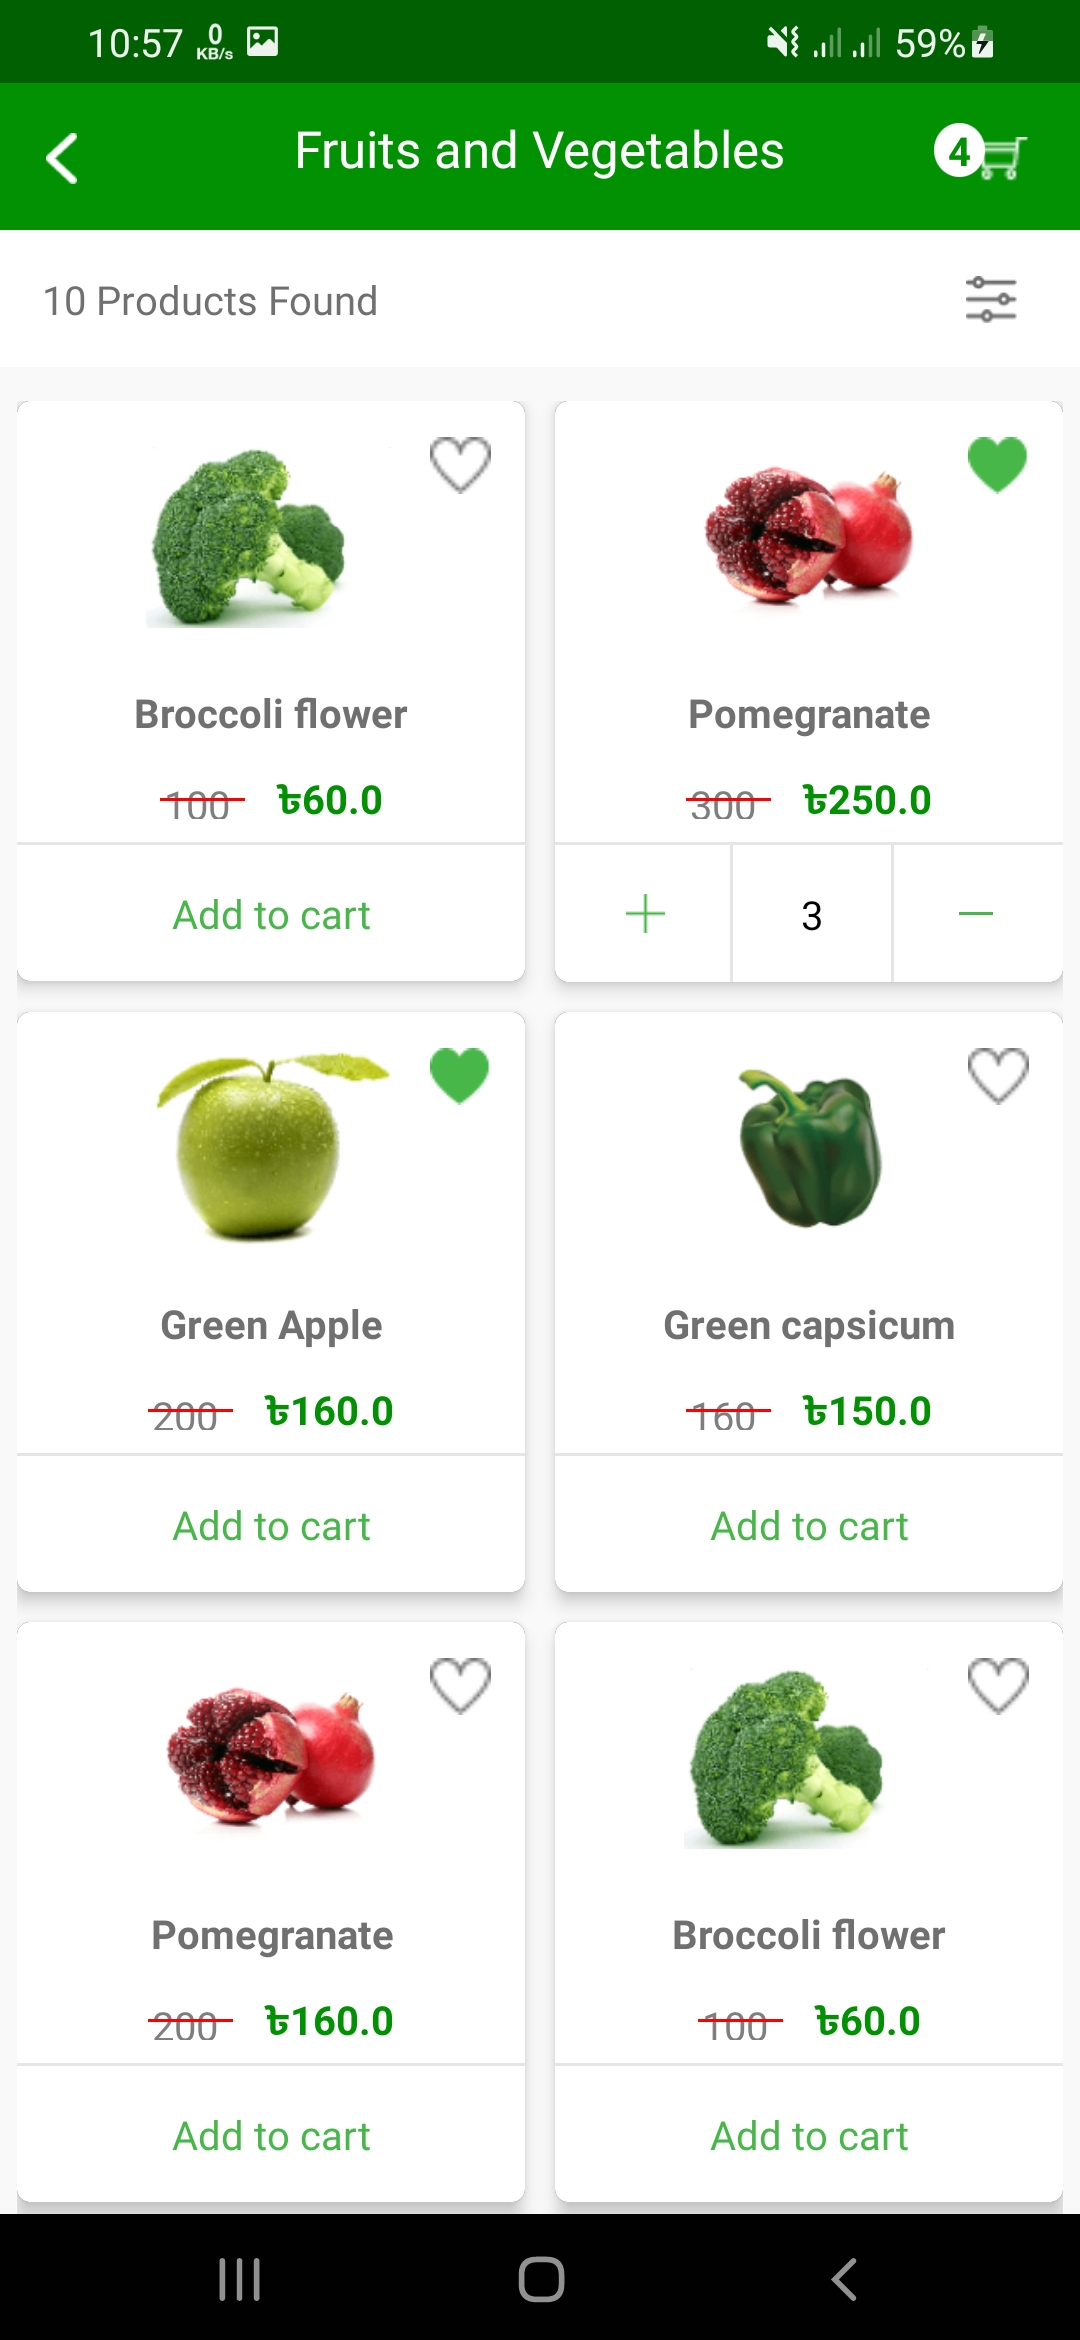 10:57 0 KB/s 59%
Fruits and Vegetables 4
10 Products Found
Broccoli flower
100 ৳60.0
Add to cart
Pomegranate
300 ৳250.0
3
Green Apple
200 ৳160.0
Add to cart
Green capsicum
160 ৳150.0
Add to cart
Pomegranate
200 ৳160.0
Add to cart
Broccoli flower
100 ৳60.0
Add to cart